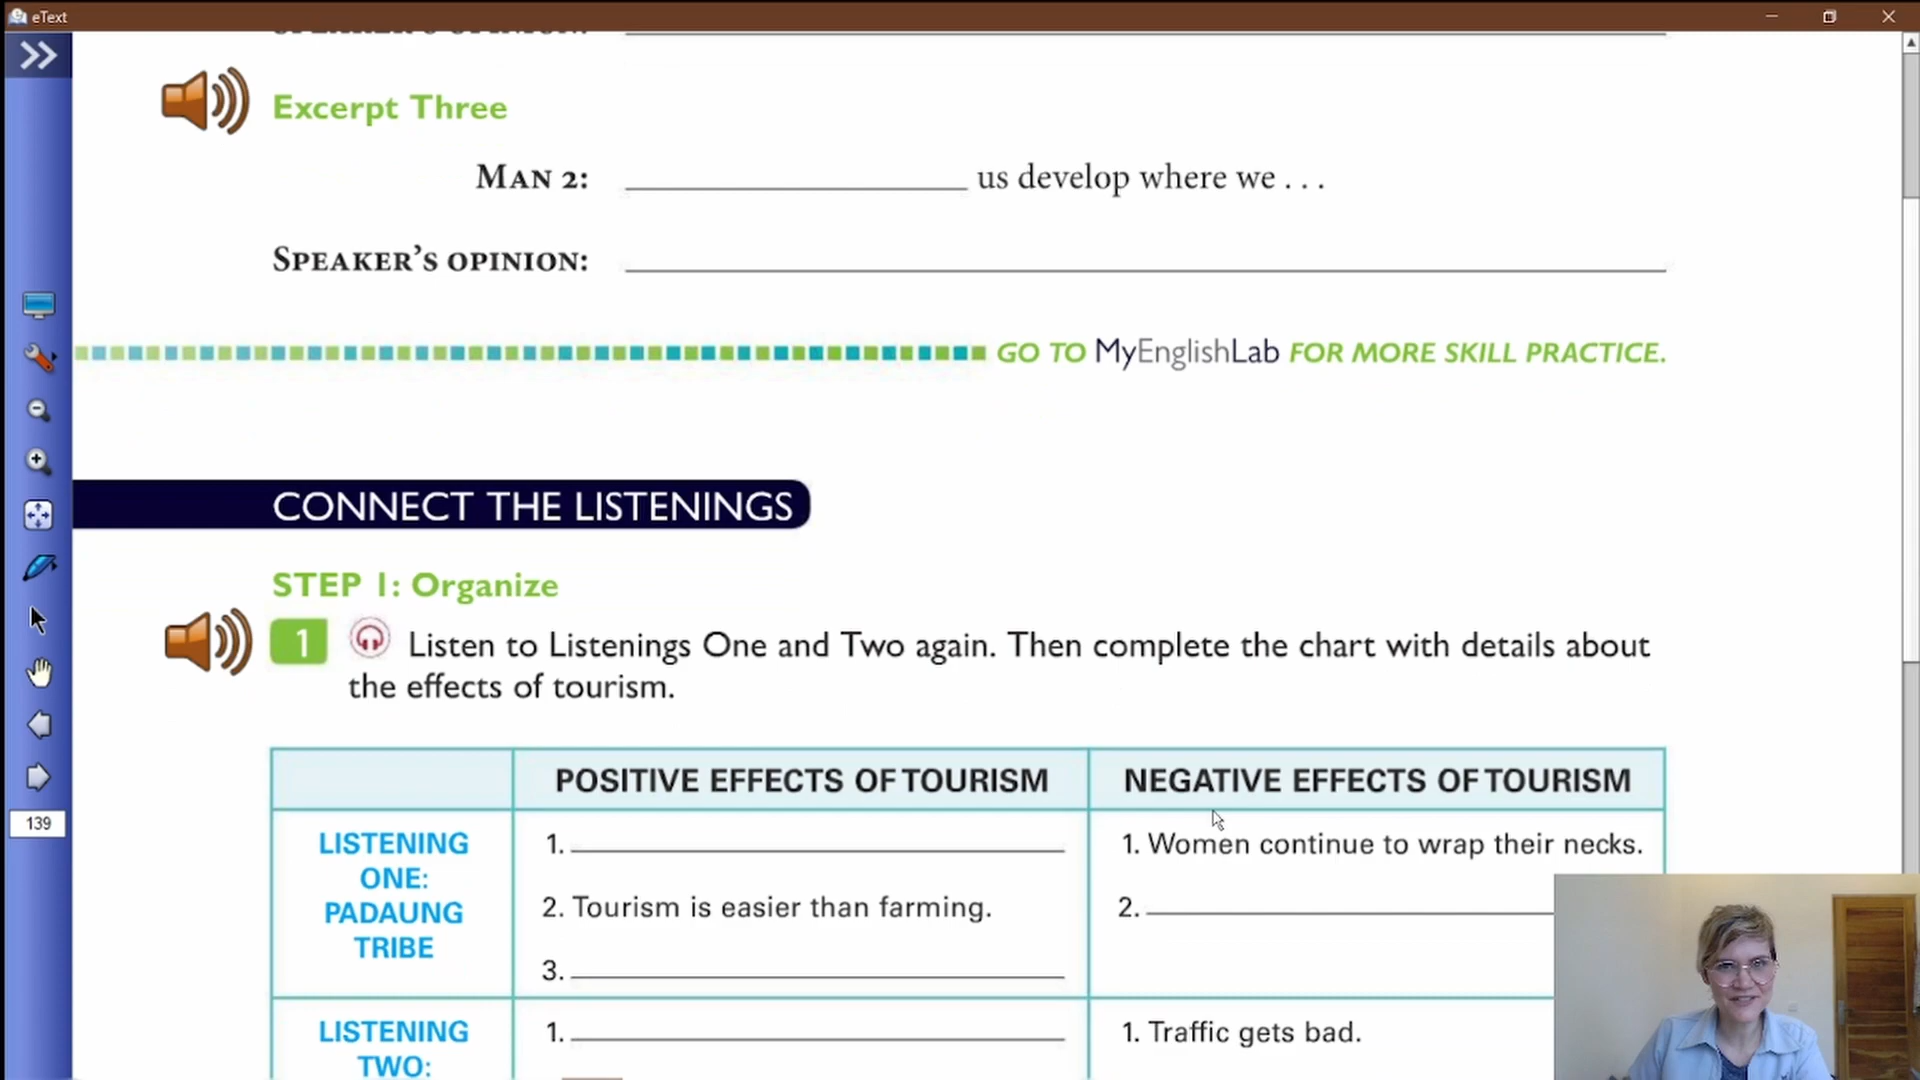 eText
SPEAKER'S OPINION:
Excerpt Three
MAN 2: us develop where we . . .
SPEAKER'S OPINION:
GO TO MyEnglishLab FOR MORE SKILL PRACTICE.
CONNECT THE LISTENINGS
STEP 1: Organize
1 Listen to Listenings One and Two again. Then complete the chart with details about
the effects of tourism.
POSITIVE EFFECTS OF TOURISM
NEGATIVE EFFECTS OF TOURISM
LISTENING
ONE:
PADAUNG
TRIBE
1.
2. Tourism is easier than farming.
3.
1. Women continue to wrap their necks.
2.
LISTENING
TWO:
1.
1. Traffic gets bad.
139